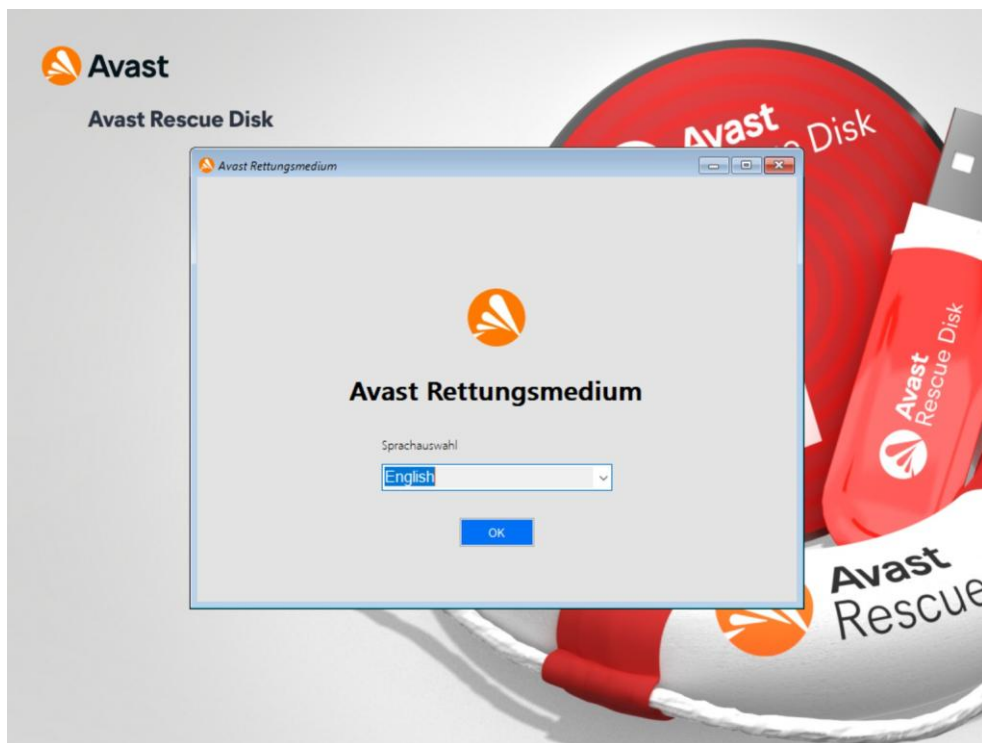 Avast
Avast Rescue Disk
Avast
Disk
Avast Rettungsmedium
Avast Rettungsmedium
Sprachauswahl
English
OK
Avast
Rescue Disk
Avast
Rescue